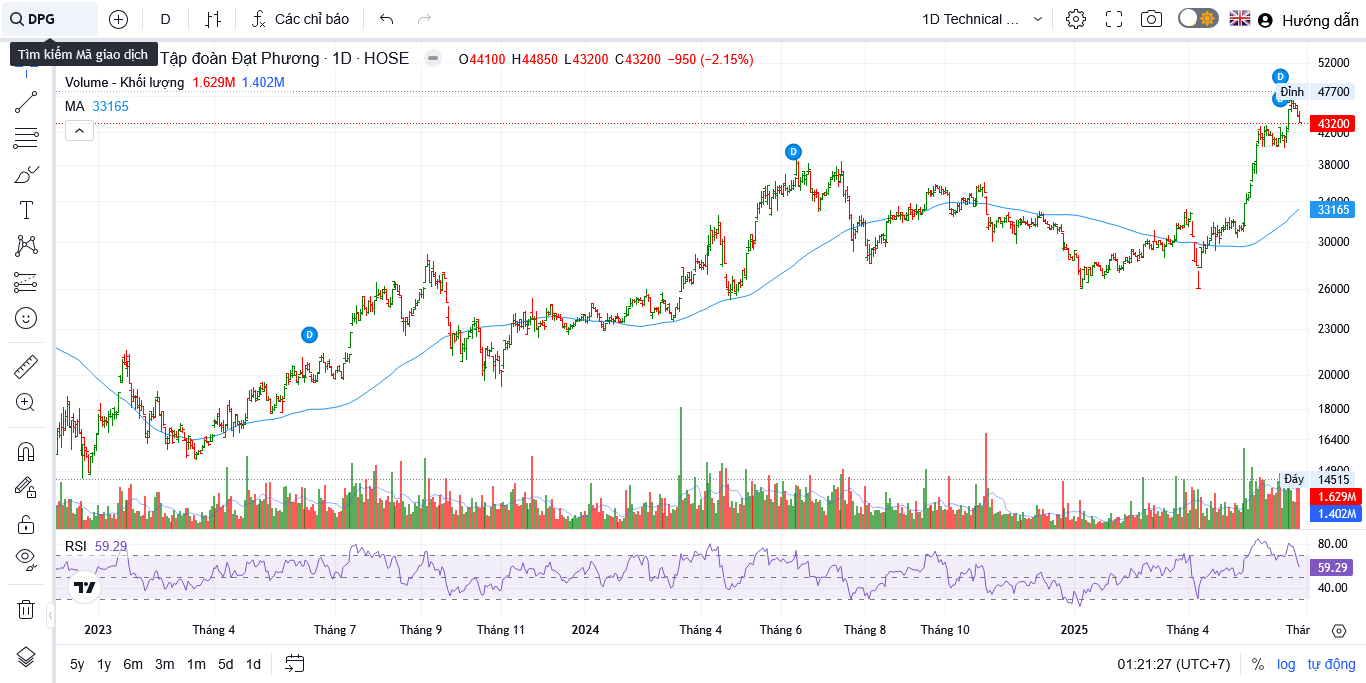 DPG
D
Các chỉ báo
1D Technical ...
Hướng dẫn
Tìm kiếm Mã giao dịch
Tập đoàn Đạt Phương · 1D · HOSE
O44100 H44850 L43200 C43200 −950 (−2.15%)
Volume - Khối lượng 1.629M 1.402M
MA 33165
52000
D
Đỉnh 47700
43200
42000
D
38000
34000
33165
30000
26000
D
23000
20000
18000
16400
14900
Đáy 14515
1.629M
1.402M
RSI 59.29
80.00
59.29
40.00
2023 Tháng 4 Tháng 7 Tháng 9 Tháng 11 2024 Tháng 4 Tháng 6 Tháng 8 Tháng 10 2025 Tháng 4 Thár
5y 1y 6m 3m 1m 5d 1d
01:21:27 (UTC+7) % log tự động